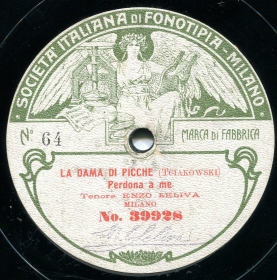 SOCIETÀ ITALIANA DI FONOTIPIA - MILANO
No 64
MARCA DI FABBRICA
LA DAMA DI PICCHE (TCIAKOWSKI)
Perdona a me
Tenore ENZO LELIVA
MILANO
No. 39928